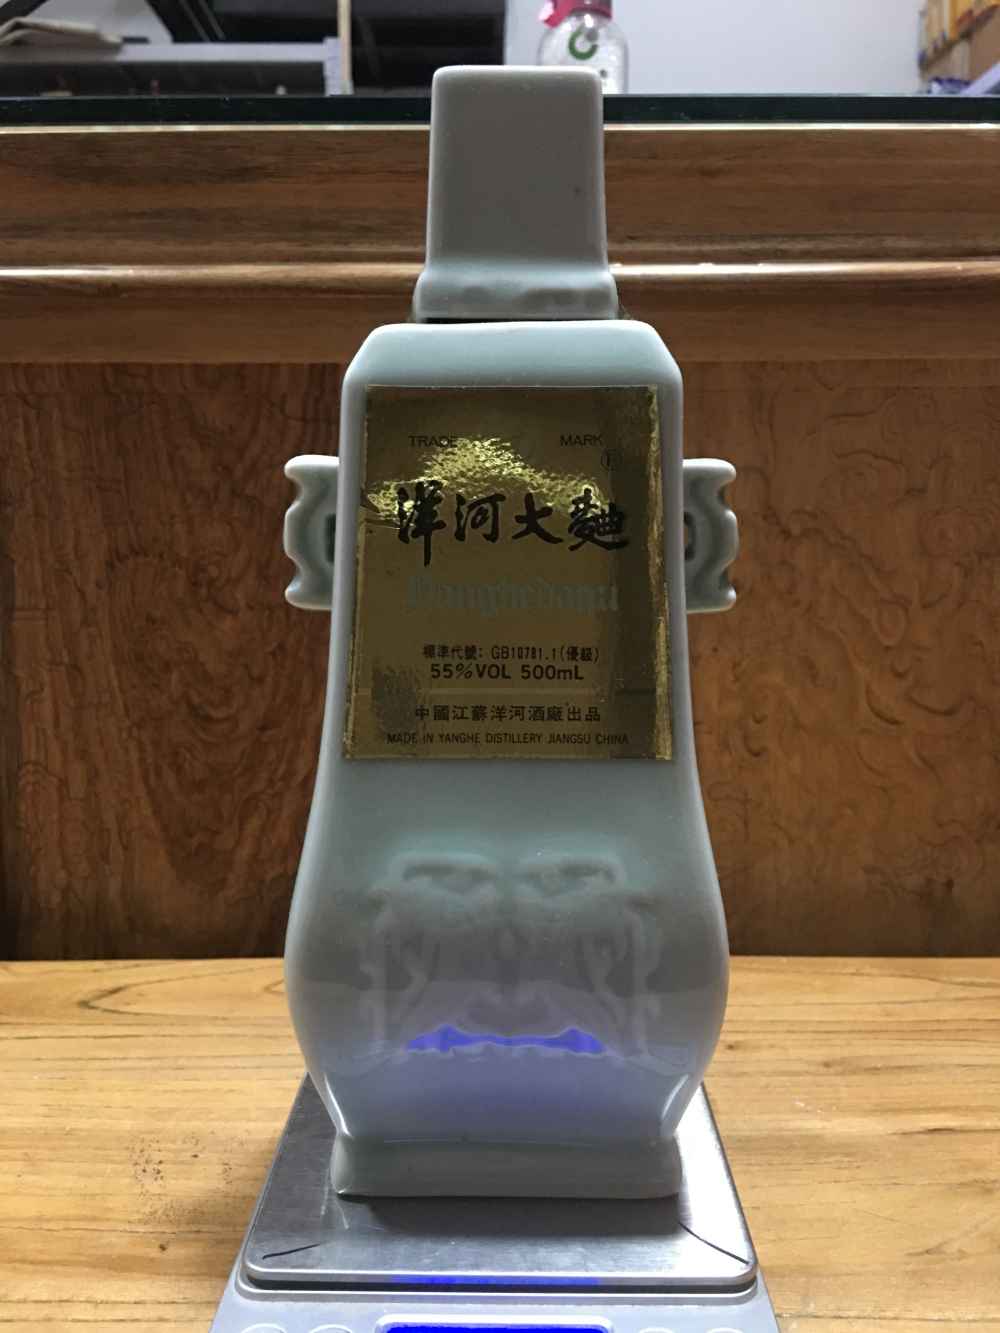 TRADE MARK
®
洋河大麯
Yanghedaqu
標準代號: GB10781.1(優級)
55%VOL 500mL
中國江蘇洋河酒廠出品
MADE IN YANGHE DISTILLERY JIANGSU CHINA